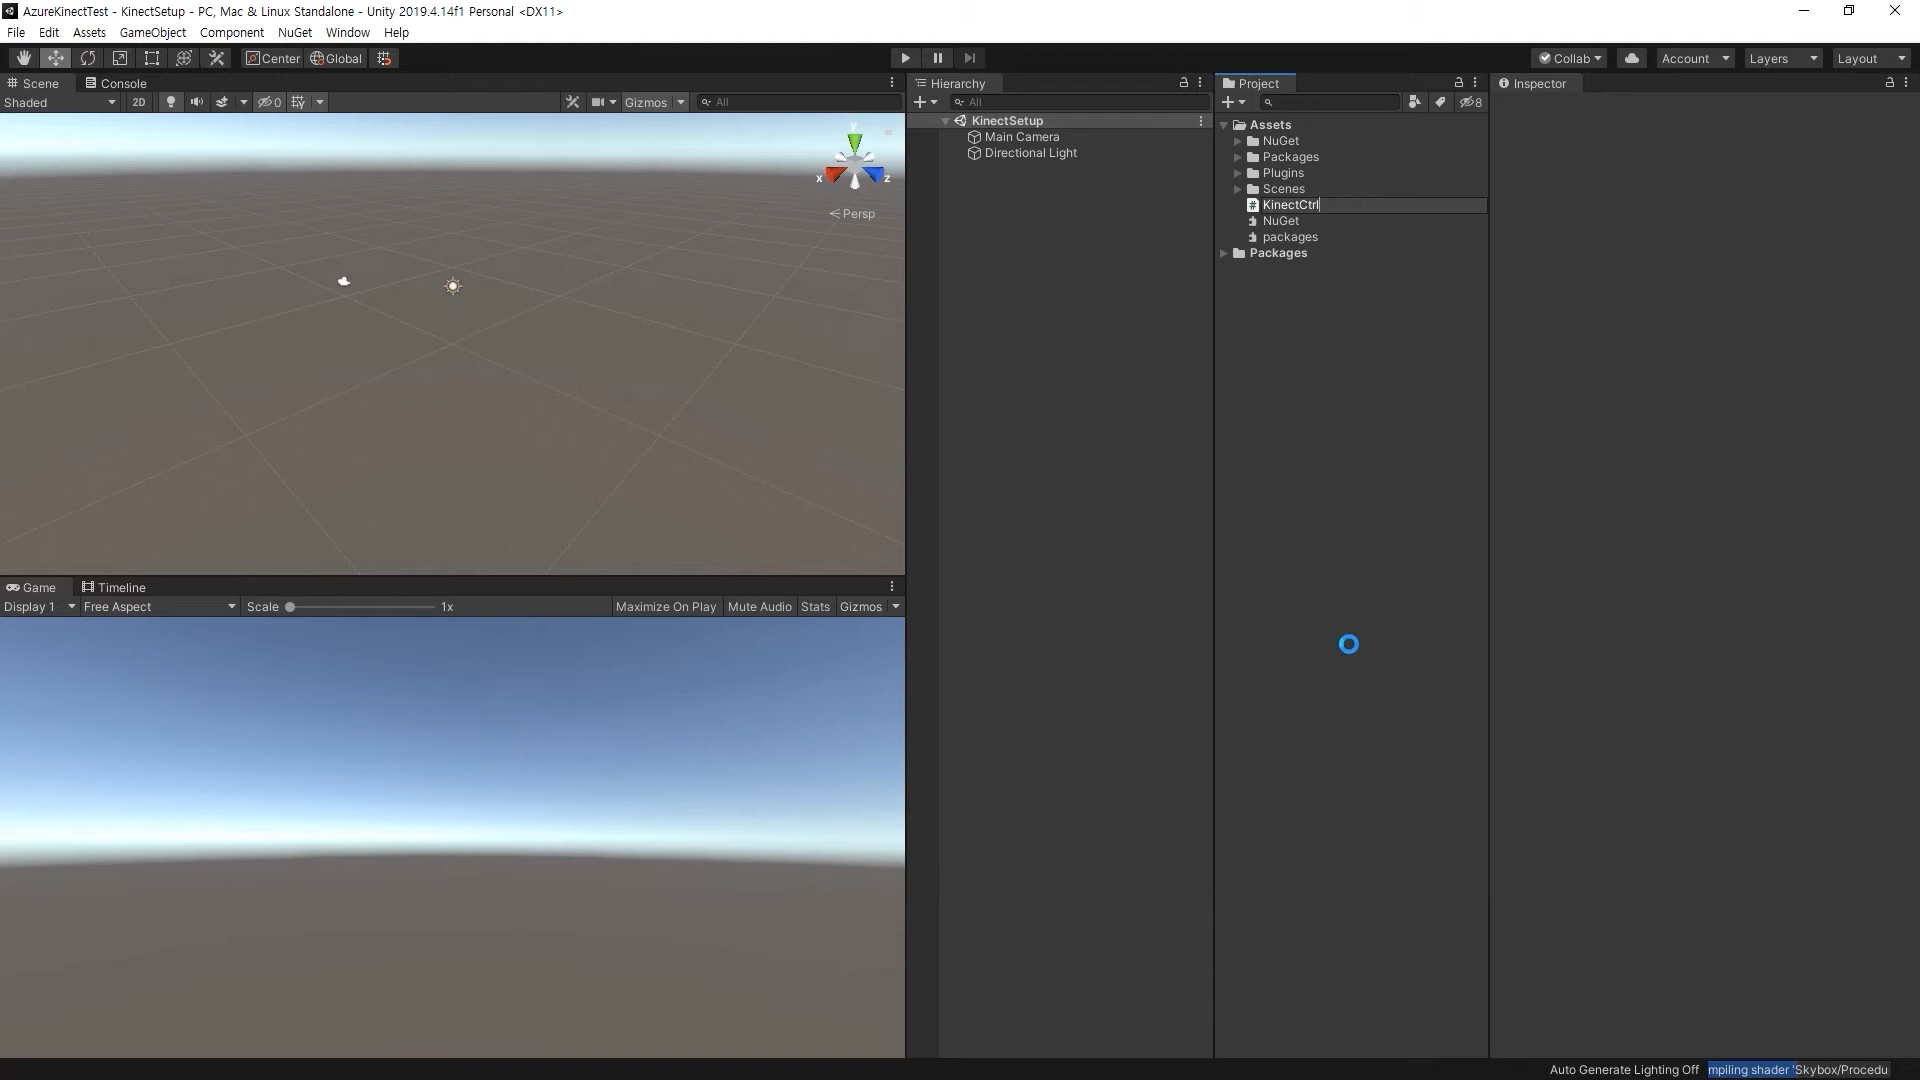 AzureKinectTest - KinectSetup - PC, Mac & Linux Standalone - Unity 2019.4.14f1 Personal <DX11>
File Edit Assets GameObject Component NuGet Window Help
Center Global Collab Account Layers Layout
Scene Console
Shaded 2D 0 Gizmos All
y
x z
Persp
Game Timeline
Display 1 Free Aspect Scale 1x Maximize On Play Mute Audio Stats Gizmos
Hierarchy
All
KinectSetup
Main Camera
Directional Light
Project
8
Assets
NuGet
Packages
Plugins
Scenes
# KinectCtrl
NuGet
packages
Packages
Inspector
Auto Generate Lighting Off mpiling shader 'Skybox/Procedu